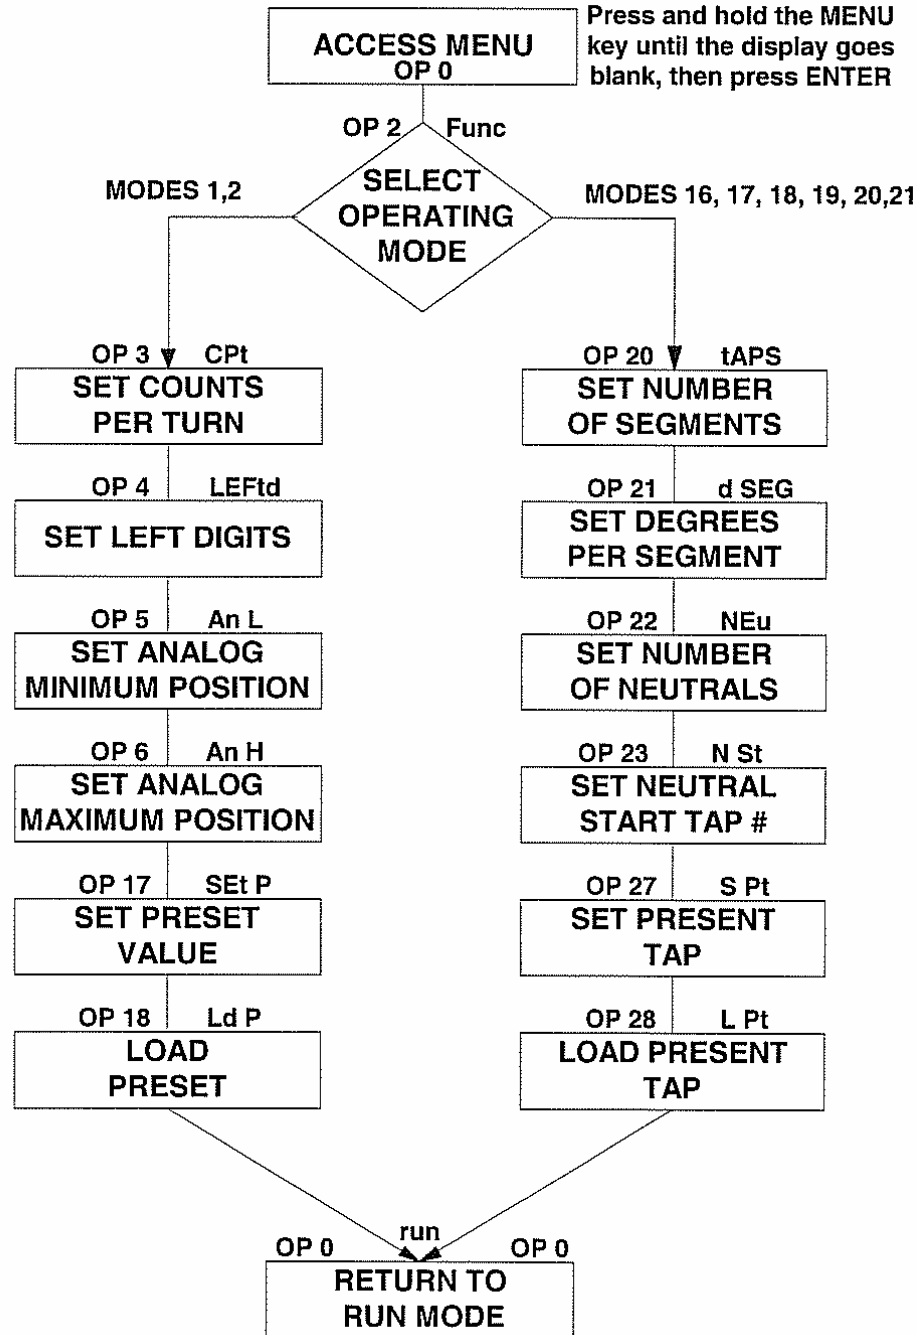 ACCESS MENU
OP 0
Press and hold the MENU
key until the display goes
blank, then press ENTER
OP 2 Func
SELECT
OPERATING
MODE
MODES 1,2
MODES 16, 17, 18, 19, 20,21
OP 3 CPt
SET COUNTS
PER TURN
OP 4 LEFtd
SET LEFT DIGITS
OP 5 An L
SET ANALOG
MINIMUM POSITION
OP 6 An H
SET ANALOG
MAXIMUM POSITION
OP 17 SEt P
SET PRESET
VALUE
OP 18 Ld P
LOAD
PRESET
OP 20 tAPS
SET NUMBER
OF SEGMENTS
OP 21 d SEG
SET DEGREES
PER SEGMENT
OP 22 NEu
SET NUMBER
OF NEUTRALS
OP 23 N St
SET NEUTRAL
START TAP #
OP 27 S Pt
SET PRESENT
TAP
OP 28 L Pt
LOAD PRESENT
TAP
run
OP 0 OP 0
RETURN TO
RUN MODE